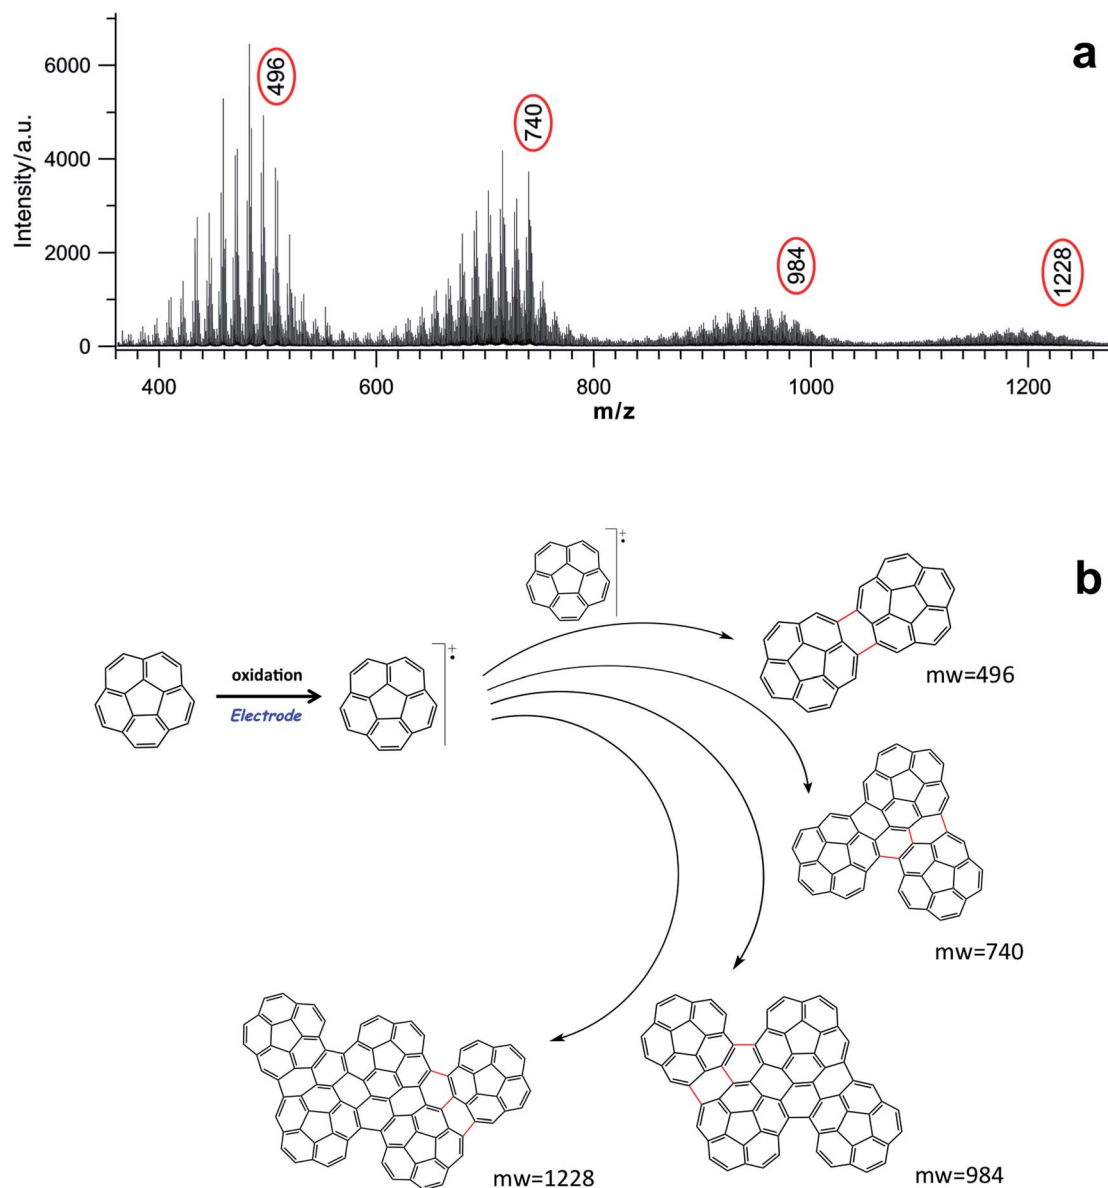 a
Intensity/a.u.
6000
4000
2000
0
496
740
984
1228
400
600
800
1000
1200
m/z
b
+
•
oxidation
Electrode
+
•
mw=496
mw=740
mw=984
mw=1228